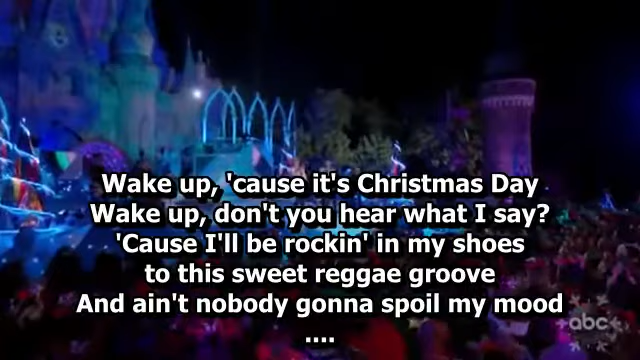 Wake up, 'cause it's Christmas Day
Wake up, don't you hear what I say?
'Cause I'll be rockin' in my shoes
to this sweet reggae groove
And ain't nobody gonna spoil my mood
....
abc